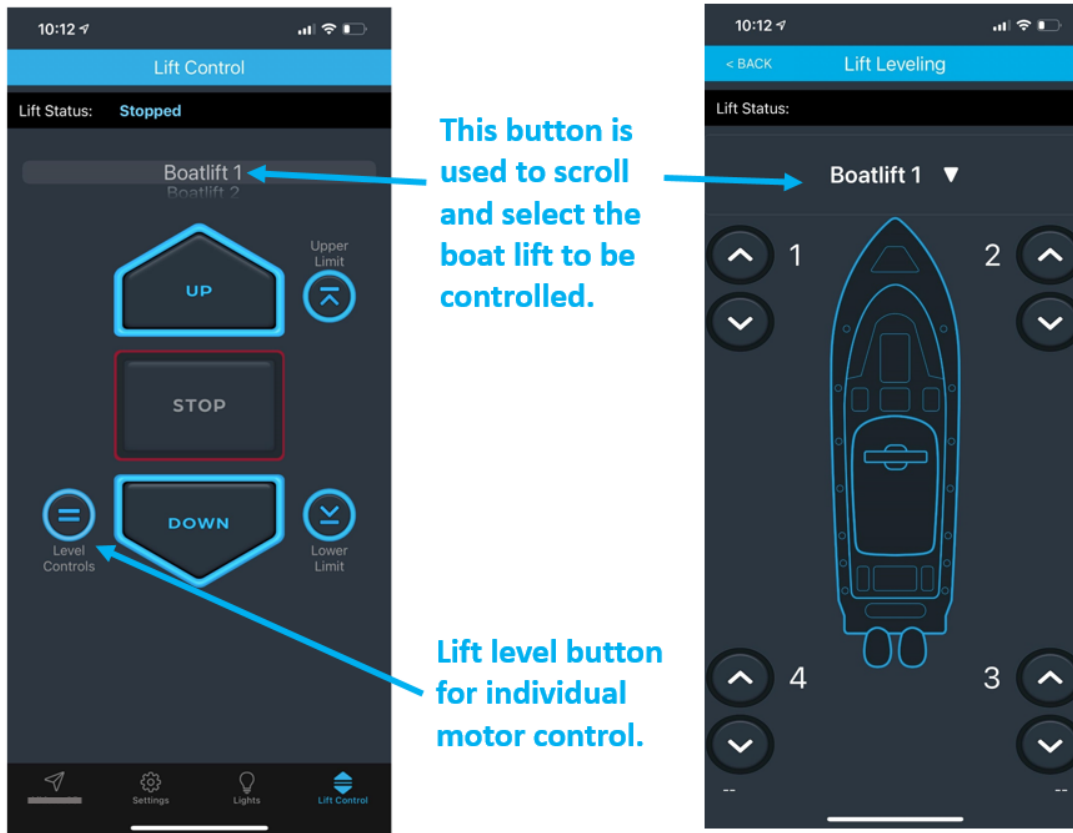 10:12
Lift Control
Lift Status: Stopped
Boatlift 1
Boatlift 2
UP
Upper
Limit
STOP
DOWN
Level
Controls
Lower
Limit
Settings
Lights
Lift Control
This button is
used to scroll
and select the
boat lift to be
controlled.
Lift level button
for individual
motor control.
10:12
< BACK Lift Leveling
Lift Status:
Boatlift 1 ▼
1 2
4 3
-- --